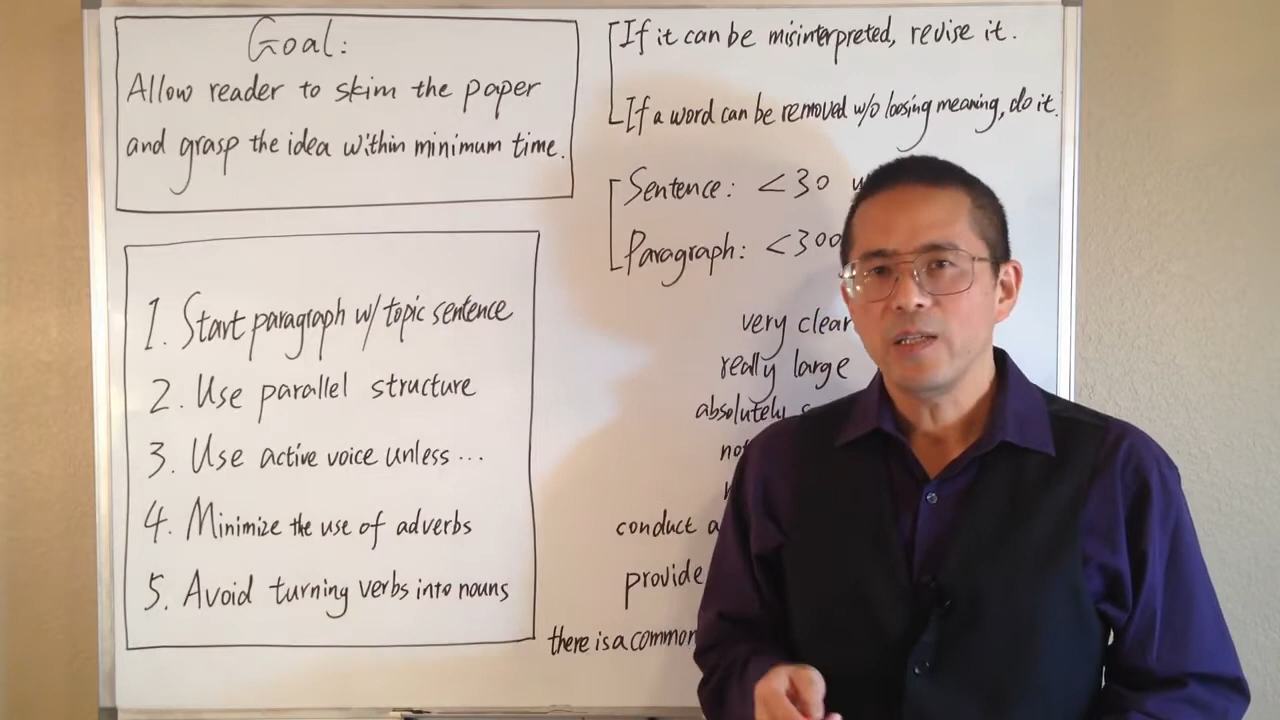 Goal:
Allow reader to skim the paper
and grasp the idea within minimum time.
1. Start paragraph w/ topic sentence
2. Use parallel structure
3. Use active voice unless ...
4. Minimize the use of adverbs
5. Avoid turning verbs into nouns
If it can be misinterpreted, revise it.
If a word can be removed w/o loosing meaning, do it.
Sentence: <30
Paragraph: <300
very clear
really large
absolutely
conduct
provide
there is a common